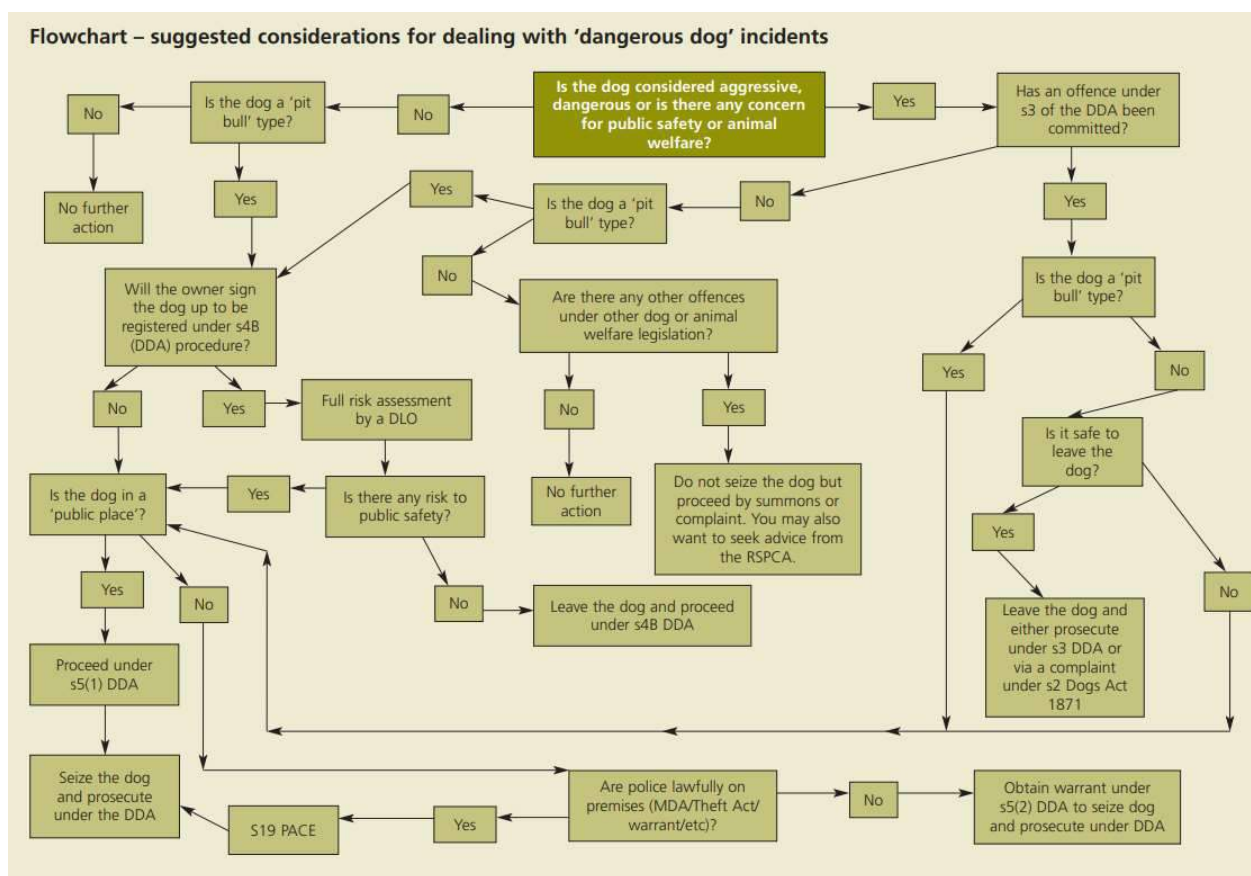 Flowchart – suggested considerations for dealing with ‘dangerous dog’ incidents
No
Is the dog a ‘pit
bull’ type?
No
Is the dog considered aggressive,
dangerous or is there any concern
for public safety or animal
welfare?
Yes
Has an offence under
s3 of the DDA been
committed?
No further
action
Yes
Yes
Is the dog a ‘pit
bull’ type?
No
Yes
Will the owner sign
the dog up to be
registered under s4B
(DDA) procedure?
No
Are there any other offences
under other dog or animal
welfare legislation?
Is the dog a ‘pit
bull’ type?
No
Yes
Full risk assessment
by a DLO
No
Yes
Yes
No
Is the dog in a
‘public place’?
Yes
Is there any risk to
public safety?
No further
action
Do not seize the dog but
proceed by summons or
complaint. You may also
want to seek advice from
the RSPCA.
Is it safe to
leave the
dog?
Yes
Yes
No
No
Leave the dog and proceed
under s4B DDA
No
Leave the dog and
either prosecute
under s3 DDA or
via a complaint
under s2 Dogs Act
1871
Proceed under
s5(1) DDA
Seize the dog
and prosecute
under the DDA
S19 PACE
Yes
Are police lawfully on
premises (MDA/Theft Act/
warrant/etc)?
No
Obtain warrant under
s5(2) DDA to seize dog
and prosecute under DDA